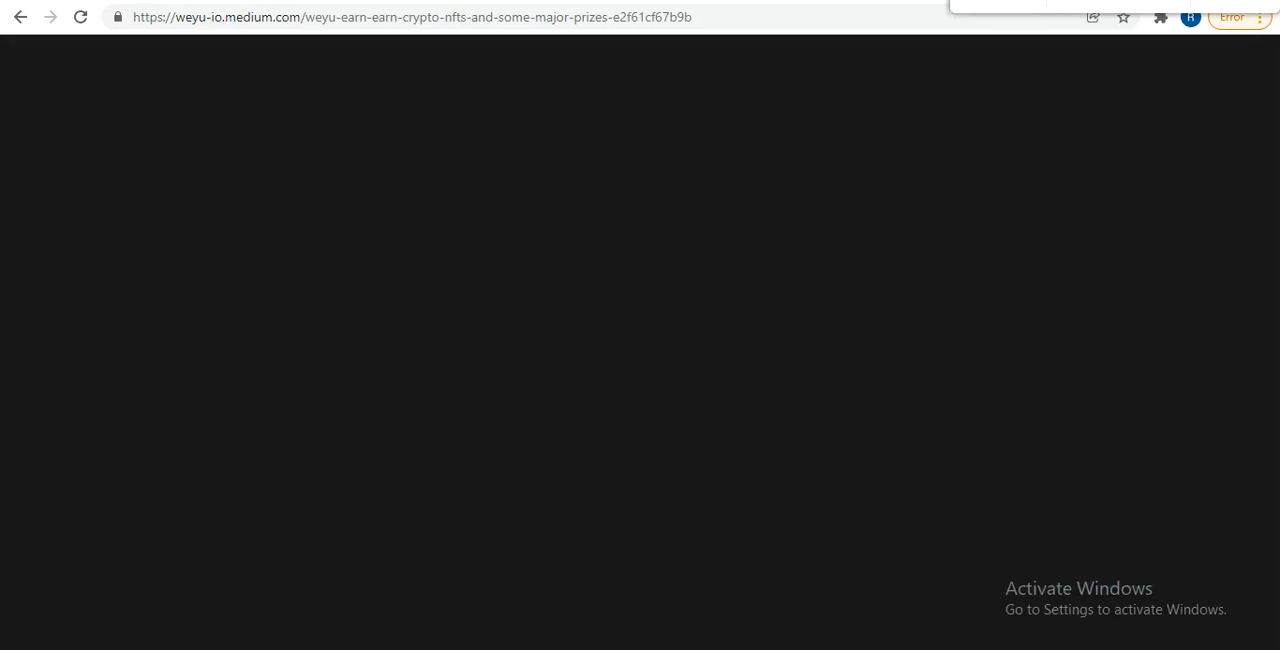 https://weyu-io.medium.com/weyu-earn-earn-crypto-nfts-and-some-major-prizes-e2f61cf67b9b
R
Error
Activate Windows
Go to Settings to activate Windows.